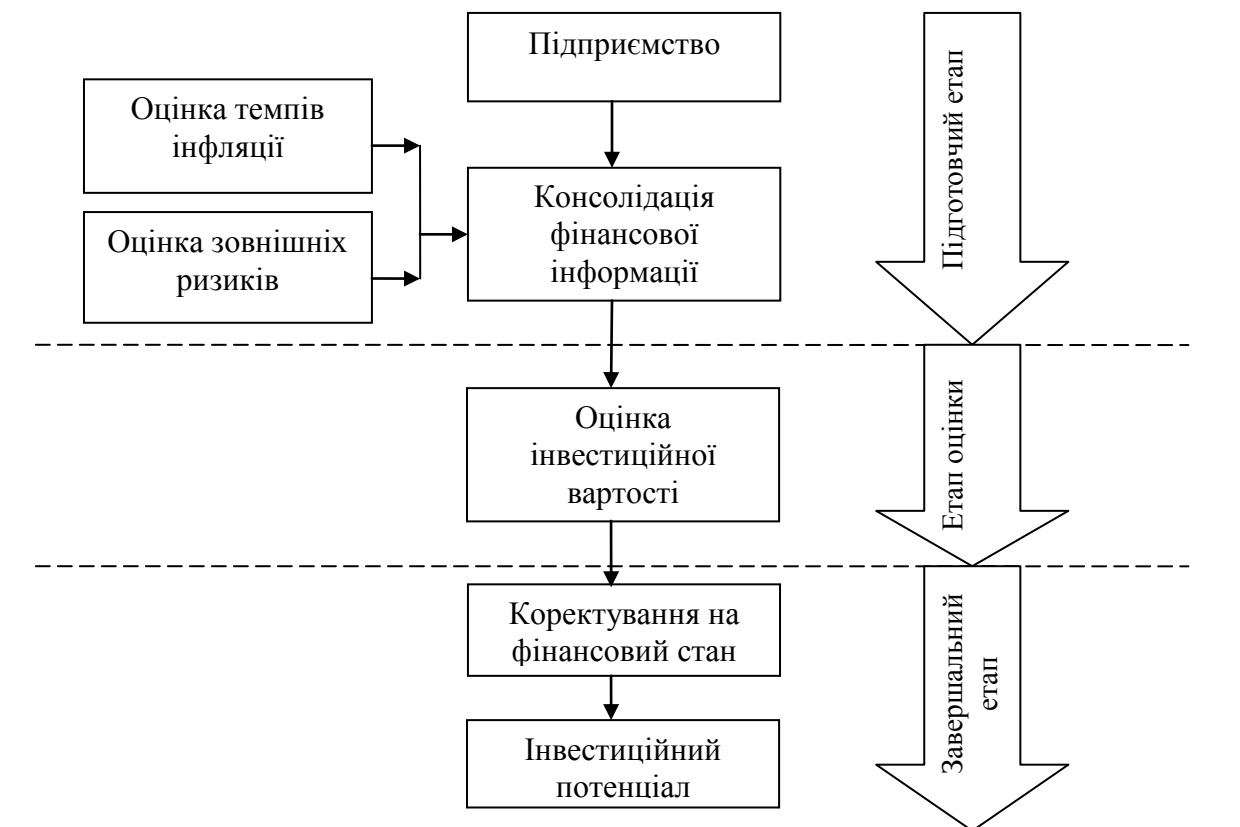 Підприємство
Оцінка темпів
інфляції
Оцінка зовнішніх
ризиків
Консолідація
фінансової
інформації
Підготовчий етап
Оцінка
інвестиційної
вартості
Етап оцінки
Коректування на
фінансовий стан
Інвестиційний
потенціал
Завершальний
етап